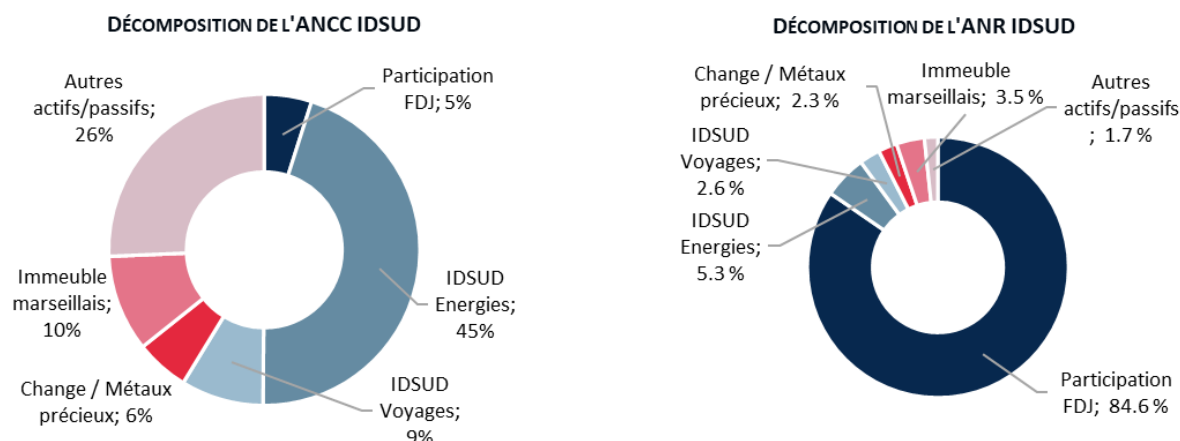 DÉCOMPOSITION DE L'ANCC IDSUD
Autres
actifs/passifs;
26%
Participation
FDJ; 5%
IDSUD
Energies;
45%
Immeuble
marseillais;
10%
Change / Métaux
précieux; 6%
IDSUD
Voyages;
9%
DÉCOMPOSITION DE L'ANR IDSUD
Change / Métaux
précieux; 2.3 %
Immeuble
marseillais; 3.5 %
Autres
actifs/passifs
; 1.7 %
IDSUD
Voyages;
2.6 %
IDSUD
Energies;
5.3 %
Participation
FDJ; 84.6 %